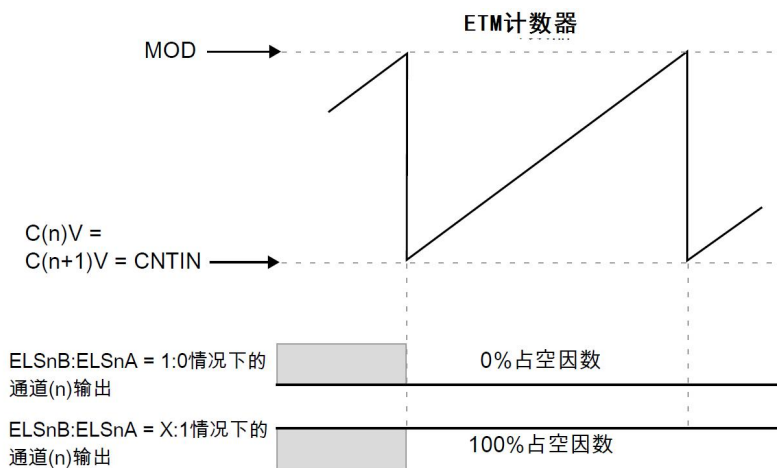 ETM计数器
MOD
C(n)V =
C(n+1)V = CNTIN
ELSnB:ELSnA = 1:0情况下的
通道(n)输出
0%占空因数
ELSnB:ELSnA = X:1情况下的
通道(n)输出
100%占空因数